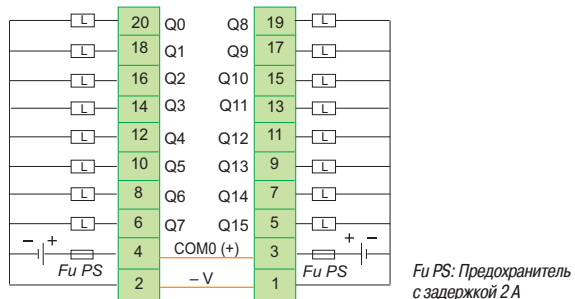 L 20 Q0 Q8 19 L
L 18 Q1 Q9 17 L
L 16 Q2 Q10 15 L
L 14 Q3 Q11 13 L
L 12 Q4 Q12 11 L
L 10 Q5 Q13 9 L
L 8 Q6 Q14 7 L
L 6 Q7 Q15 5 L
– + 4 COM0 (+) 3 + –
Fu PS Fu PS
2 – V 1
Fu PS: Предохранитель
с задержкой 2 А